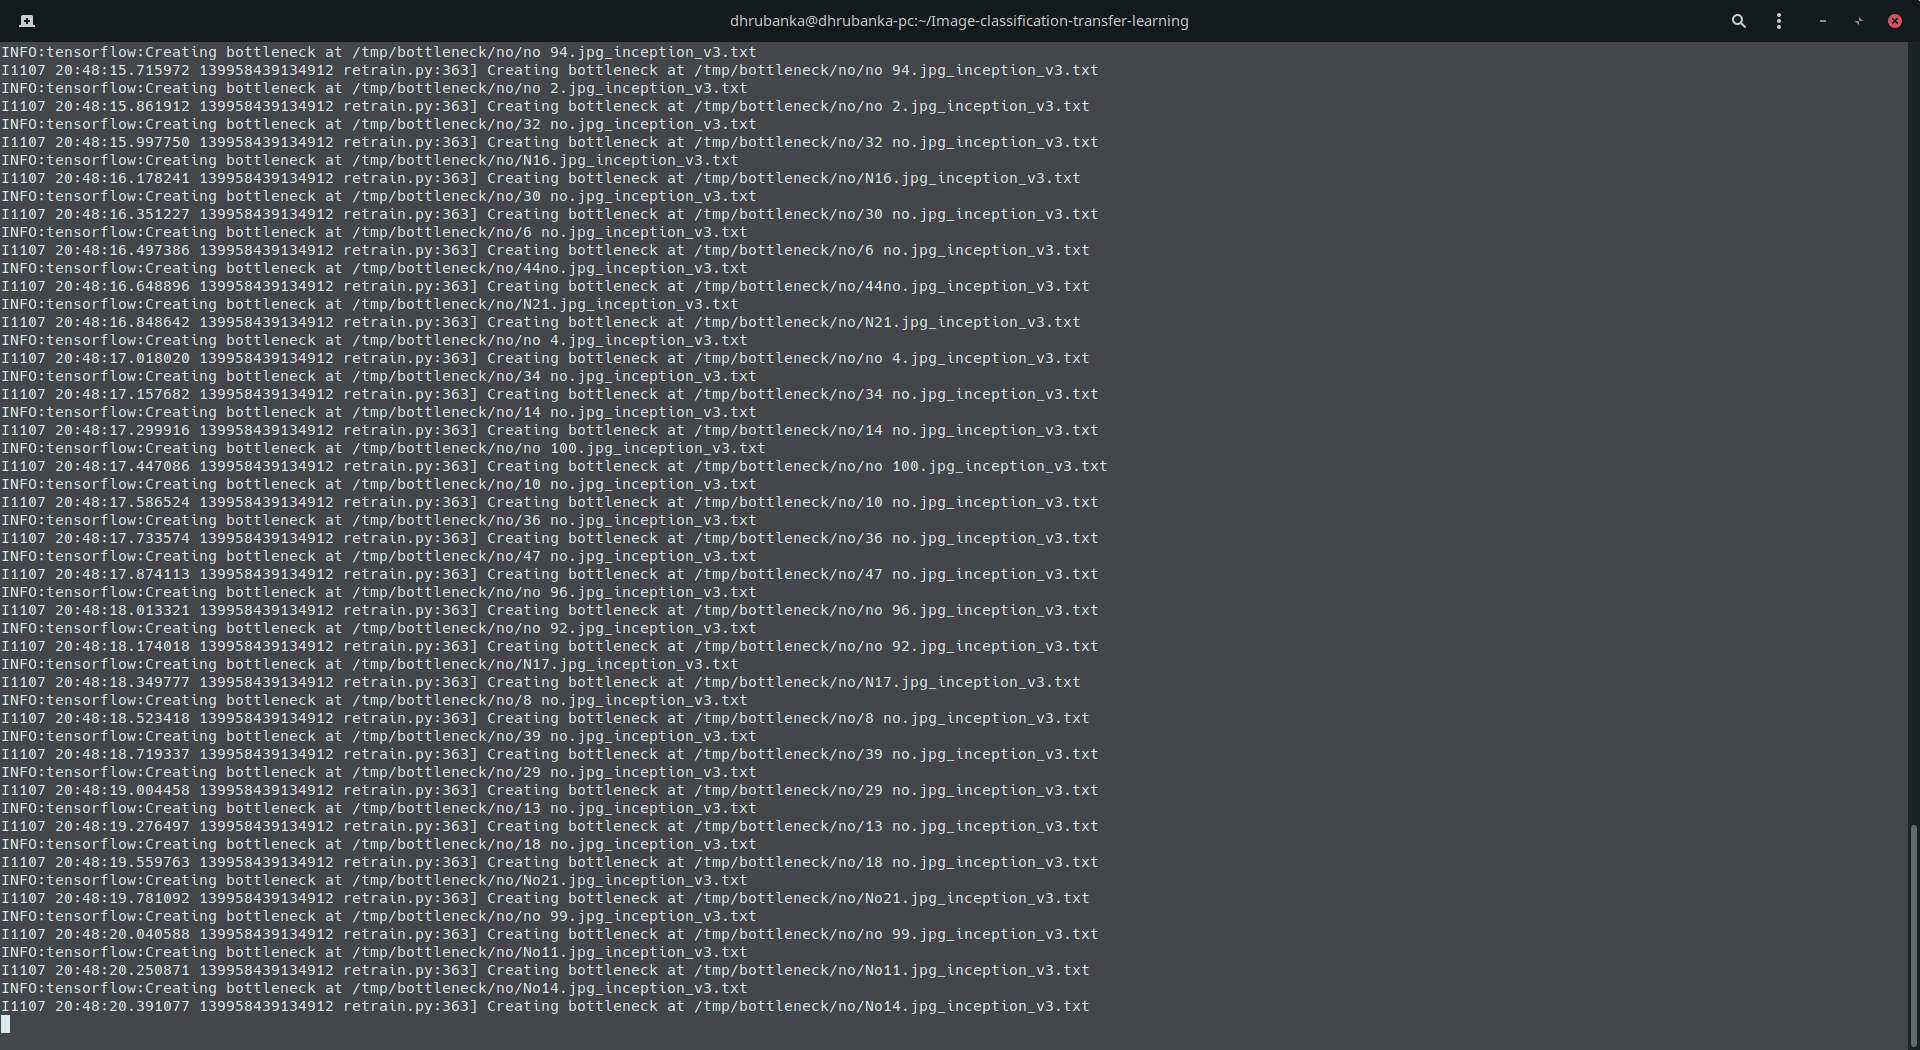 dhrubanka@dhrubanka-pc:~/Image-classification-transfer-learning
INFO:tensorflow:Creating bottleneck at /tmp/bottleneck/no/no 94.jpg_inception_v3.txt
I1107 20:48:15.715972 139958439134912 retrain.py:363] Creating bottleneck at /tmp/bottleneck/no/no 94.jpg_inception_v3.txt
INFO:tensorflow:Creating bottleneck at /tmp/bottleneck/no/no 2.jpg_inception_v3.txt
I1107 20:48:15.861912 139958439134912 retrain.py:363] Creating bottleneck at /tmp/bottleneck/no/no 2.jpg_inception_v3.txt
INFO:tensorflow:Creating bottleneck at /tmp/bottleneck/no/32 no.jpg_inception_v3.txt
I1107 20:48:15.997750 139958439134912 retrain.py:363] Creating bottleneck at /tmp/bottleneck/no/32 no.jpg_inception_v3.txt
INFO:tensorflow:Creating bottleneck at /tmp/bottleneck/no/N16.jpg_inception_v3.txt
I1107 20:48:16.178241 139958439134912 retrain.py:363] Creating bottleneck at /tmp/bottleneck/no/N16.jpg_inception_v3.txt
INFO:tensorflow:Creating bottleneck at /tmp/bottleneck/no/30 no.jpg_inception_v3.txt
I1107 20:48:16.351227 139958439134912 retrain.py:363] Creating bottleneck at /tmp/bottleneck/no/30 no.jpg_inception_v3.txt
INFO:tensorflow:Creating bottleneck at /tmp/bottleneck/no/6 no.jpg_inception_v3.txt
I1107 20:48:16.497386 139958439134912 retrain.py:363] Creating bottleneck at /tmp/bottleneck/no/6 no.jpg_inception_v3.txt
INFO:tensorflow:Creating bottleneck at /tmp/bottleneck/no/44no.jpg_inception_v3.txt
I1107 20:48:16.648896 139958439134912 retrain.py:363] Creating bottleneck at /tmp/bottleneck/no/44no.jpg_inception_v3.txt
INFO:tensorflow:Creating bottleneck at /tmp/bottleneck/no/N21.jpg_inception_v3.txt
I1107 20:48:16.848642 139958439134912 retrain.py:363] Creating bottleneck at /tmp/bottleneck/no/N21.jpg_inception_v3.txt
INFO:tensorflow:Creating bottleneck at /tmp/bottleneck/no/no 4.jpg_inception_v3.txt
I1107 20:48:17.018020 139958439134912 retrain.py:363] Creating bottleneck at /tmp/bottleneck/no/no 4.jpg_inception_v3.txt
INFO:tensorflow:Creating bottleneck at /tmp/bottleneck/no/34 no.jpg_inception_v3.txt
I1107 20:48:17.157682 139958439134912 retrain.py:363] Creating bottleneck at /tmp/bottleneck/no/34 no.jpg_inception_v3.txt
INFO:tensorflow:Creating bottleneck at /tmp/bottleneck/no/14 no.jpg_inception_v3.txt
I1107 20:48:17.299916 139958439134912 retrain.py:363] Creating bottleneck at /tmp/bottleneck/no/14 no.jpg_inception_v3.txt
INFO:tensorflow:Creating bottleneck at /tmp/bottleneck/no/no 100.jpg_inception_v3.txt
I1107 20:48:17.447086 139958439134912 retrain.py:363] Creating bottleneck at /tmp/bottleneck/no/no 100.jpg_inception_v3.txt
INFO:tensorflow:Creating bottleneck at /tmp/bottleneck/no/10 no.jpg_inception_v3.txt
I1107 20:48:17.586524 139958439134912 retrain.py:363] Creating bottleneck at /tmp/bottleneck/no/10 no.jpg_inception_v3.txt
INFO:tensorflow:Creating bottleneck at /tmp/bottleneck/no/36 no.jpg_inception_v3.txt
I1107 20:48:17.733574 139958439134912 retrain.py:363] Creating bottleneck at /tmp/bottleneck/no/36 no.jpg_inception_v3.txt
INFO:tensorflow:Creating bottleneck at /tmp/bottleneck/no/47 no.jpg_inception_v3.txt
I1107 20:48:17.874113 139958439134912 retrain.py:363] Creating bottleneck at /tmp/bottleneck/no/47 no.jpg_inception_v3.txt
INFO:tensorflow:Creating bottleneck at /tmp/bottleneck/no/no 96.jpg_inception_v3.txt
I1107 20:48:18.013321 139958439134912 retrain.py:363] Creating bottleneck at /tmp/bottleneck/no/no 96.jpg_inception_v3.txt
INFO:tensorflow:Creating bottleneck at /tmp/bottleneck/no/no 92.jpg_inception_v3.txt
I1107 20:48:18.174018 139958439134912 retrain.py:363] Creating bottleneck at /tmp/bottleneck/no/no 92.jpg_inception_v3.txt
INFO:tensorflow:Creating bottleneck at /tmp/bottleneck/no/N17.jpg_inception_v3.txt
I1107 20:48:18.349777 139958439134912 retrain.py:363] Creating bottleneck at /tmp/bottleneck/no/N17.jpg_inception_v3.txt
INFO:tensorflow:Creating bottleneck at /tmp/bottleneck/no/8 no.jpg_inception_v3.txt
I1107 20:48:18.523418 139958439134912 retrain.py:363] Creating bottleneck at /tmp/bottleneck/no/8 no.jpg_inception_v3.txt
INFO:tensorflow:Creating bottleneck at /tmp/bottleneck/no/39 no.jpg_inception_v3.txt
I1107 20:48:18.719337 139958439134912 retrain.py:363] Creating bottleneck at /tmp/bottleneck/no/39 no.jpg_inception_v3.txt
INFO:tensorflow:Creating bottleneck at /tmp/bottleneck/no/29 no.jpg_inception_v3.txt
I1107 20:48:19.004458 139958439134912 retrain.py:363] Creating bottleneck at /tmp/bottleneck/no/29 no.jpg_inception_v3.txt
INFO:tensorflow:Creating bottleneck at /tmp/bottleneck/no/13 no.jpg_inception_v3.txt
I1107 20:48:19.276497 139958439134912 retrain.py:363] Creating bottleneck at /tmp/bottleneck/no/13 no.jpg_inception_v3.txt
INFO:tensorflow:Creating bottleneck at /tmp/bottleneck/no/18 no.jpg_inception_v3.txt
I1107 20:48:19.559763 139958439134912 retrain.py:363] Creating bottleneck at /tmp/bottleneck/no/18 no.jpg_inception_v3.txt
INFO:tensorflow:Creating bottleneck at /tmp/bottleneck/no/No21.jpg_inception_v3.txt
I1107 20:48:19.781092 139958439134912 retrain.py:363] Creating bottleneck at /tmp/bottleneck/no/No21.jpg_inception_v3.txt
INFO:tensorflow:Creating bottleneck at /tmp/bottleneck/no/no 99.jpg_inception_v3.txt
I1107 20:48:20.040588 139958439134912 retrain.py:363] Creating bottleneck at /tmp/bottleneck/no/no 99.jpg_inception_v3.txt
INFO:tensorflow:Creating bottleneck at /tmp/bottleneck/no/No11.jpg_inception_v3.txt
I1107 20:48:20.250871 139958439134912 retrain.py:363] Creating bottleneck at /tmp/bottleneck/no/No11.jpg_inception_v3.txt
INFO:tensorflow:Creating bottleneck at /tmp/bottleneck/no/No14.jpg_inception_v3.txt
I1107 20:48:20.391077 139958439134912 retrain.py:363] Creating bottleneck at /tmp/bottleneck/no/No14.jpg_inception_v3.txt